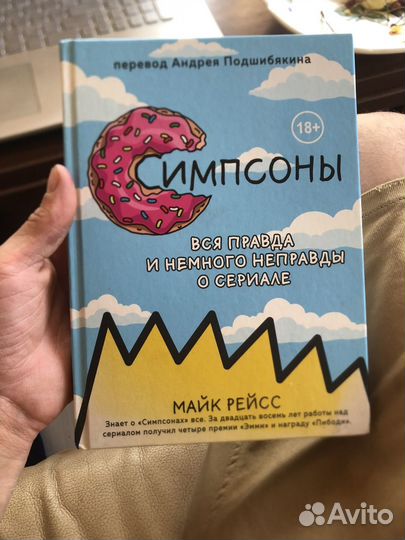 перевод Андрея Подшибякина
18+
Симпсоны
ВСЯ ПРАВДА
И НЕМНОГО НЕПРАВДЫ
О СЕРИАЛЕ
МАЙК РЕЙСС
Знает о «Симпсонах» все. За двадцать восемь лет работы над
сериалом получил четыре премии «Эмми» и награду «Пибоди».
Avito